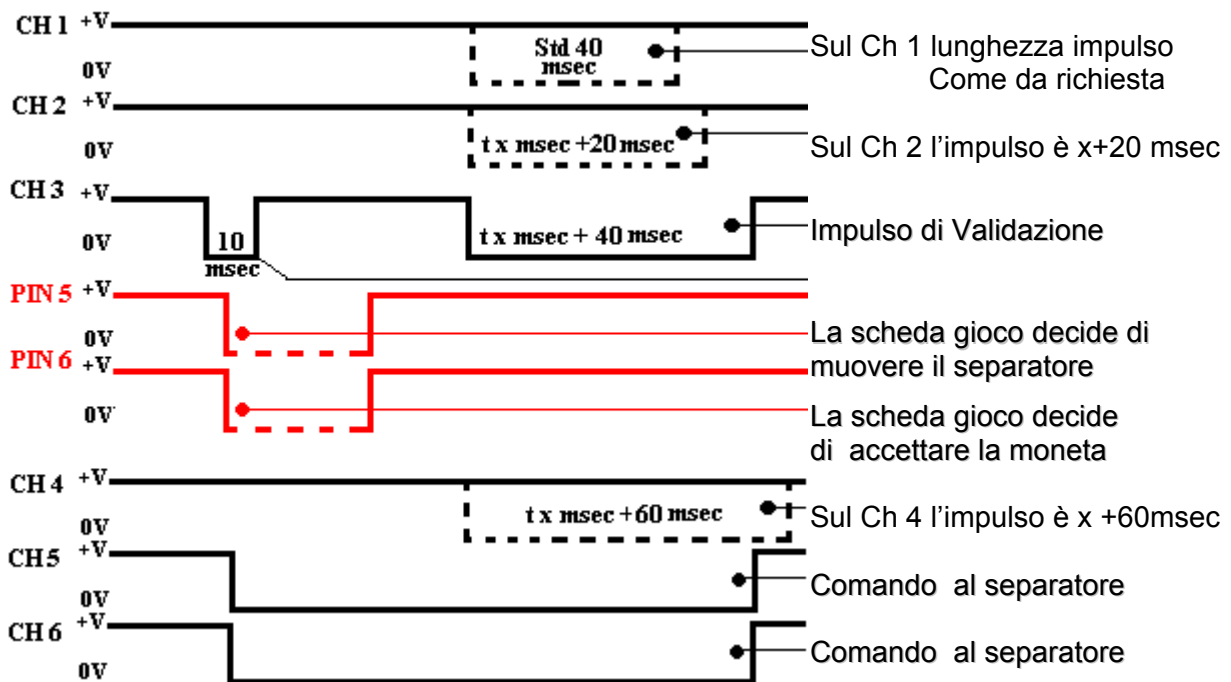 CH 1 +V
Std 40
msec
0V
Sul Ch 1 lunghezza impulso
Come da richiesta
CH 2 +V
t x msec +20 msec
0V
Sul Ch 2 l’impulso è x+20 msec
CH 3 +V
10
msec
t x msec + 40 msec
0V
Impulso di Validazione
PIN 5 +V
0V
La scheda gioco decide di
muovere il separatore
PIN 6 +V
0V
La scheda gioco decide
di accettare la moneta
CH 4 +V
t x msec +60 msec
0V
Sul Ch 4 l’impulso è x +60msec
CH 5 +V
0V
Comando al separatore
CH 6 +V
0V
Comando al separatore